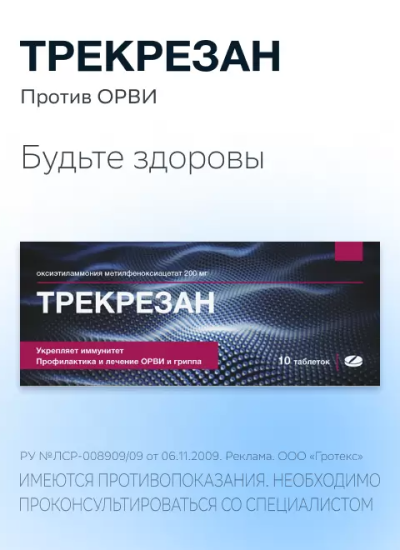 ТРЕКРЕЗАН
Против ОРВИ
Будьте здоровы
оксиэтиламмония метилфеноксиацетат 200 мг
ТРЕКРЕЗАН
Укрепляет иммунитет
Профилактика и лечение ОРВИ и гриппа
10 таблеток
РУ №ЛСР-008909/09 от 06.11.2009. Реклама. ООО «Гротекс»
ИМЕЮТСЯ ПРОТИВОПОКАЗАНИЯ. НЕОБХОДИМО
ПРОКОНСУЛЬТИРОВАТЬСЯ СО СПЕЦИАЛИСТОМ